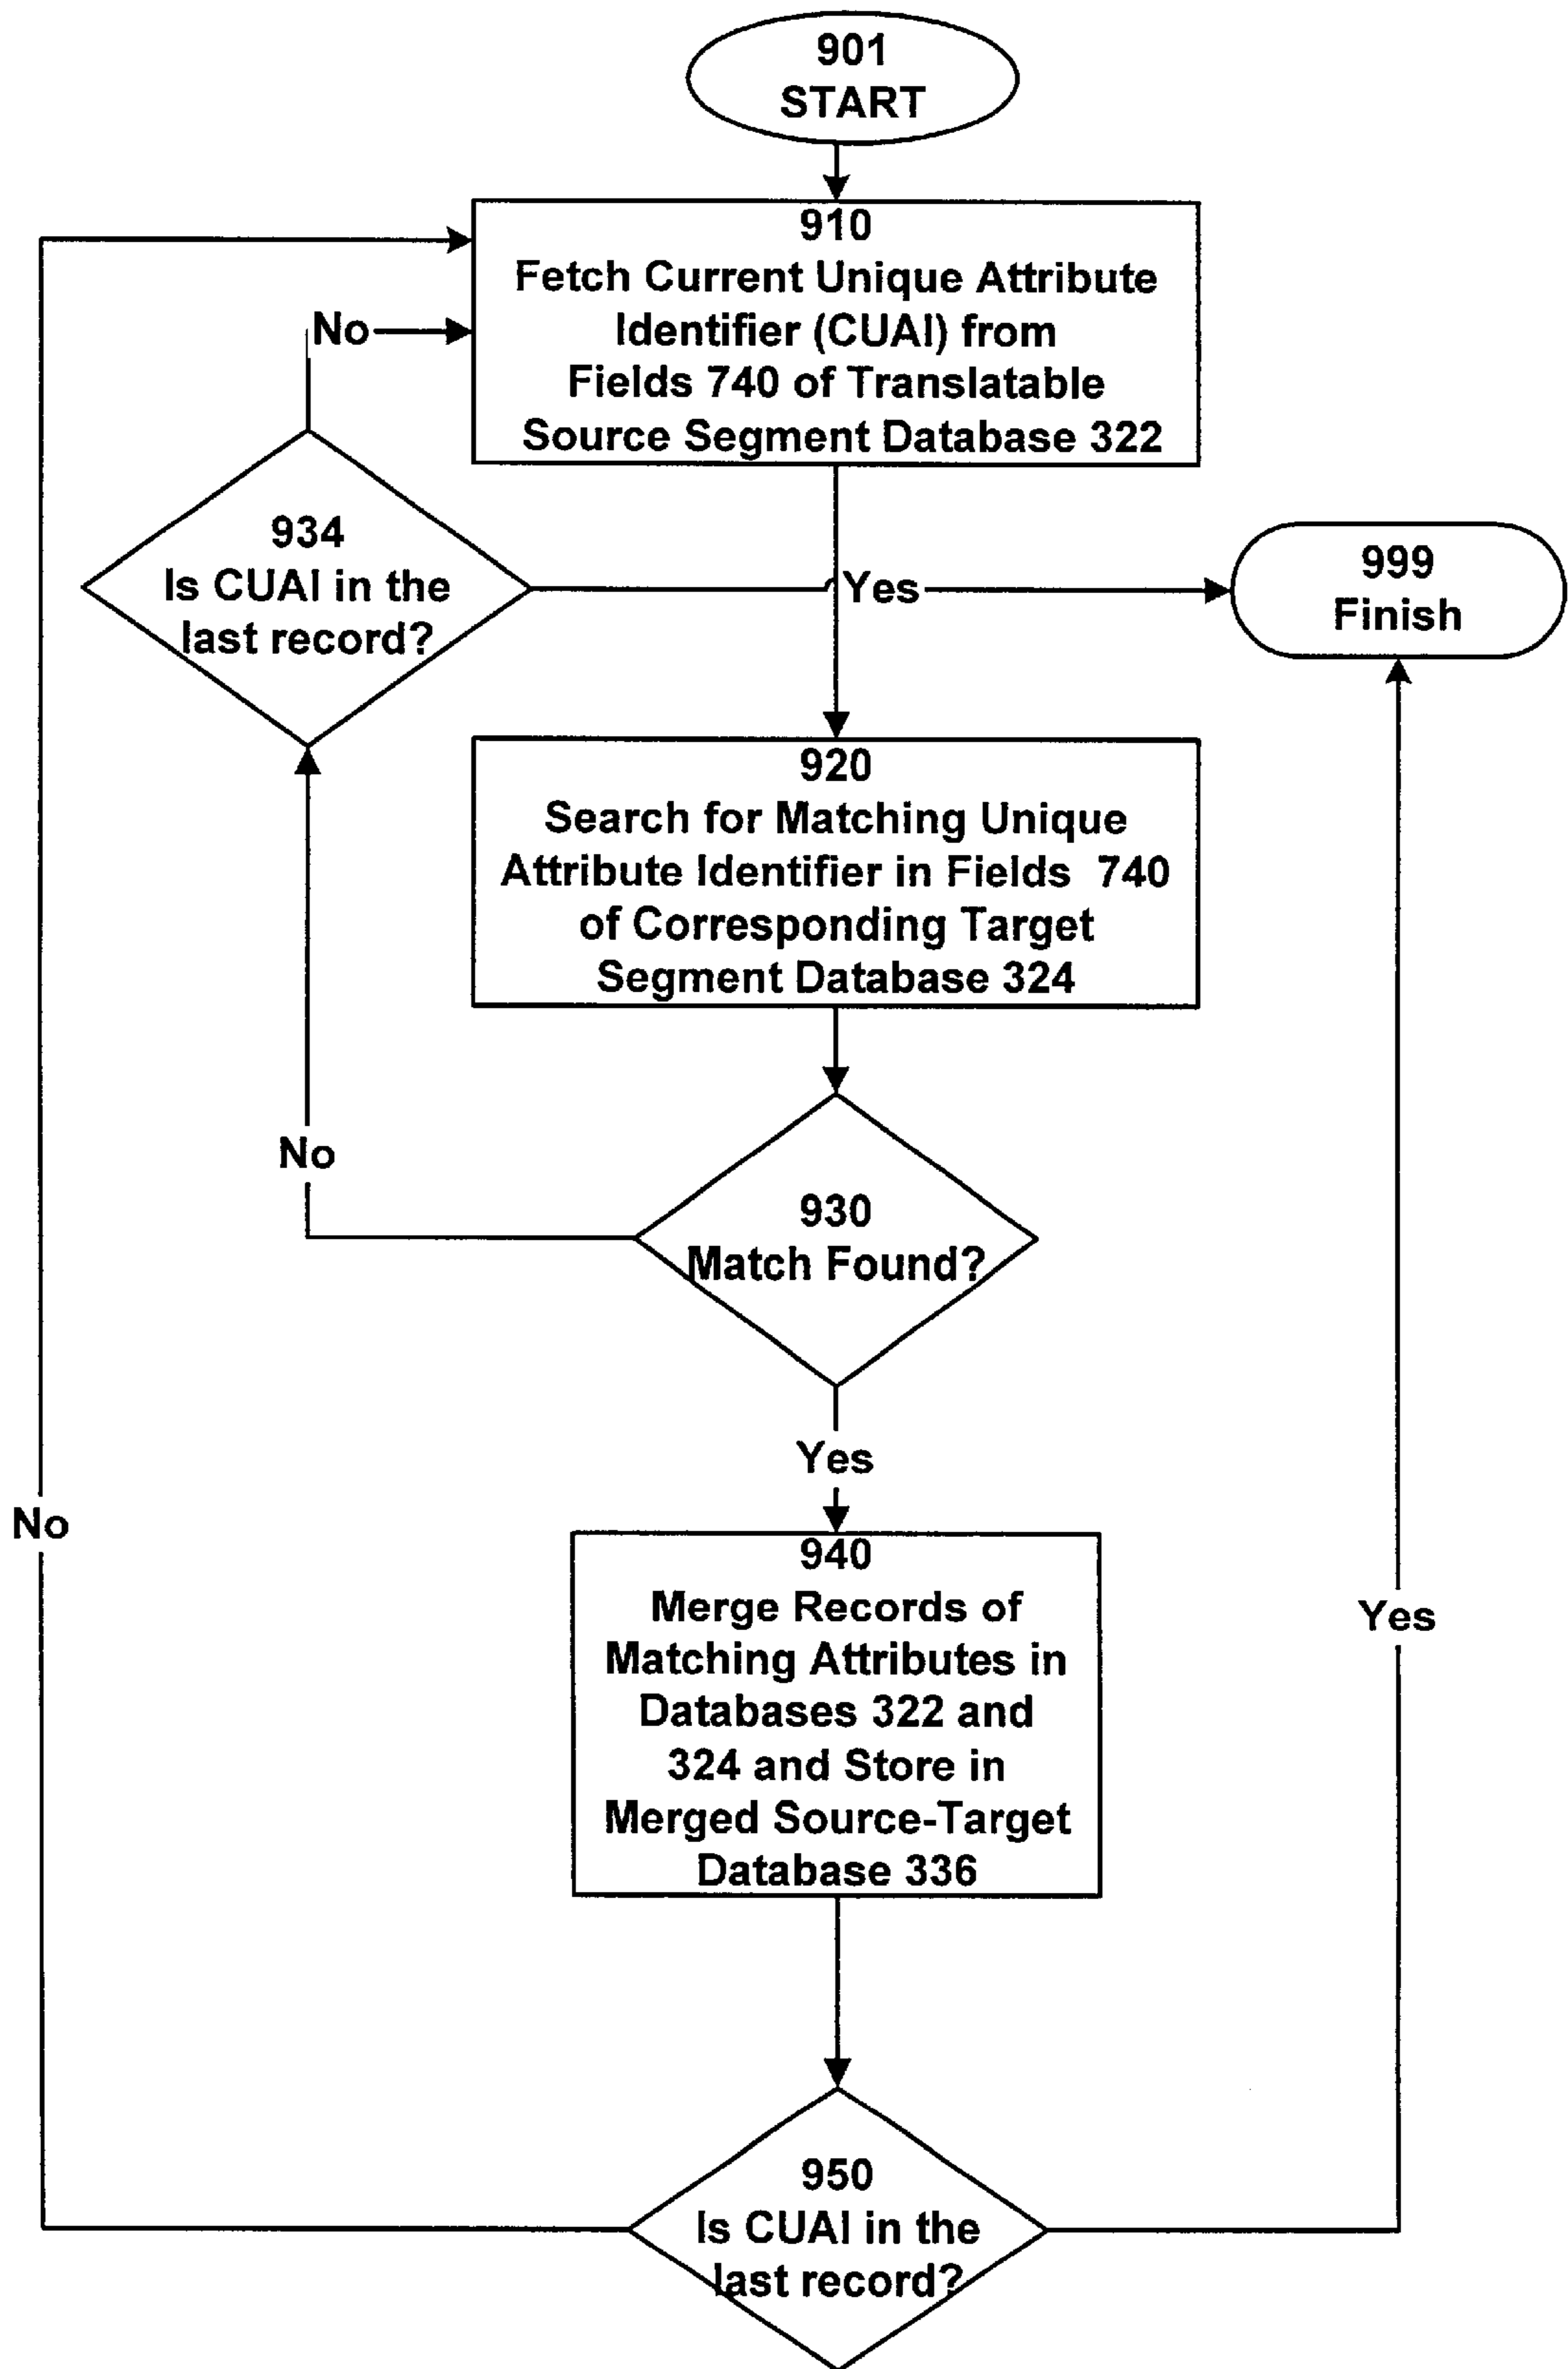 901
START
910
Fetch Current Unique Attribute
Identifier (CUAI) from
Fields 740 of Translatable
Source Segment Database 322
No
934
Is CUAI in the
last record?
Yes
999
Finish
920
Search for Matching Unique
Attribute Identifier in Fields 740
of Corresponding Target
Segment Database 324
No
930
Match Found?
Yes
No
940
Merge Records of
Matching Attributes in
Databases 322 and
324 and Store in
Merged Source-Target
Database 336
Yes
950
Is CUAI in the
last record?